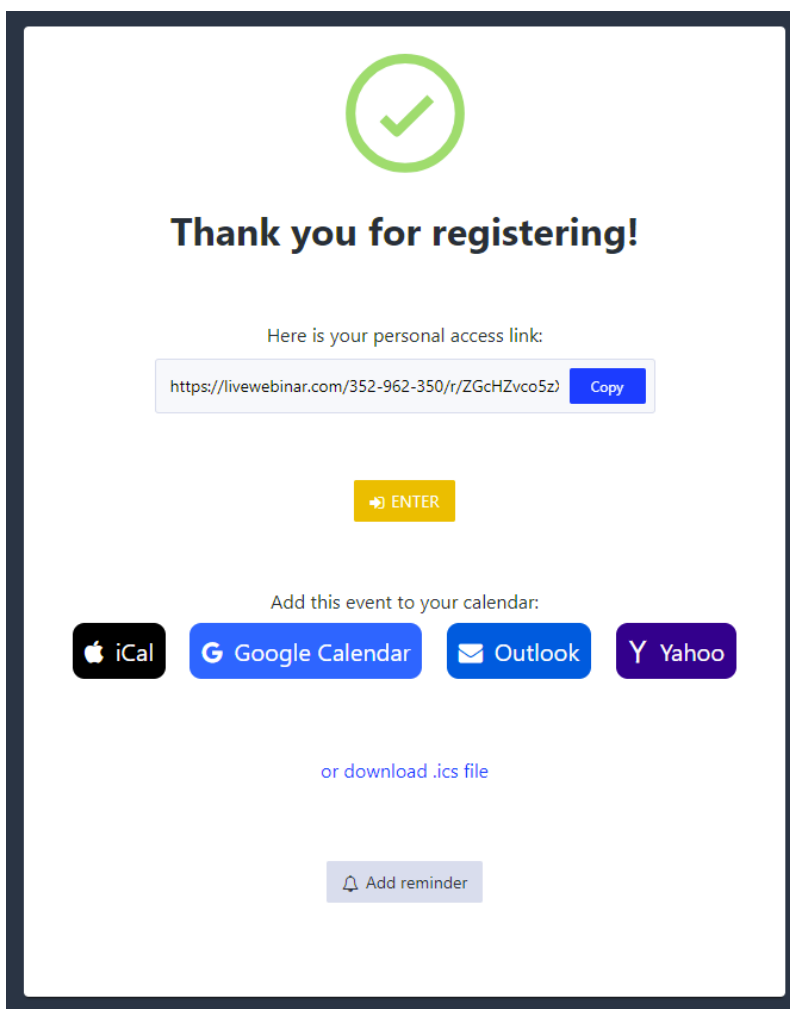 Thank you for registering!
Here is your personal access link:
https://livewebinar.com/352-962-350/r/ZGcHZvco5z
Copy
ENTER
Add this event to your calendar:
iCal
G Google Calendar
Outlook
Y Yahoo
or download .ics file
Add reminder